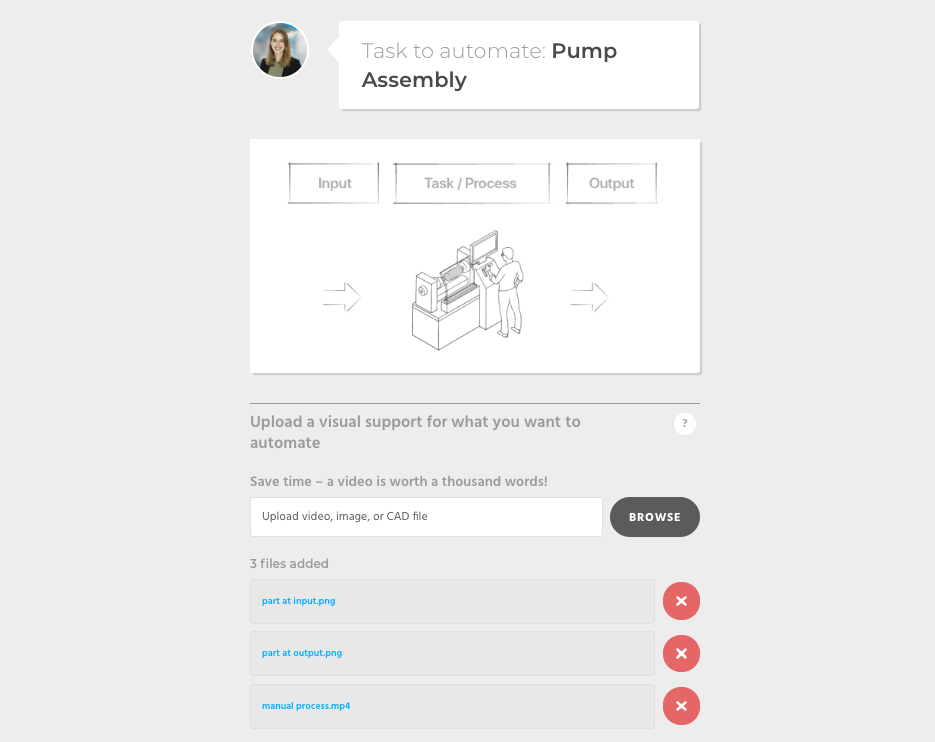 Task to automate: Pump
Assembly
Input
Task / Process
Output
Upload a visual support for what you want to
automate
?
Save time – a video is worth a thousand words!
Upload video, image, or CAD file
BROWSE
3 files added
part at input.png
part at output.png
manual process.mp4